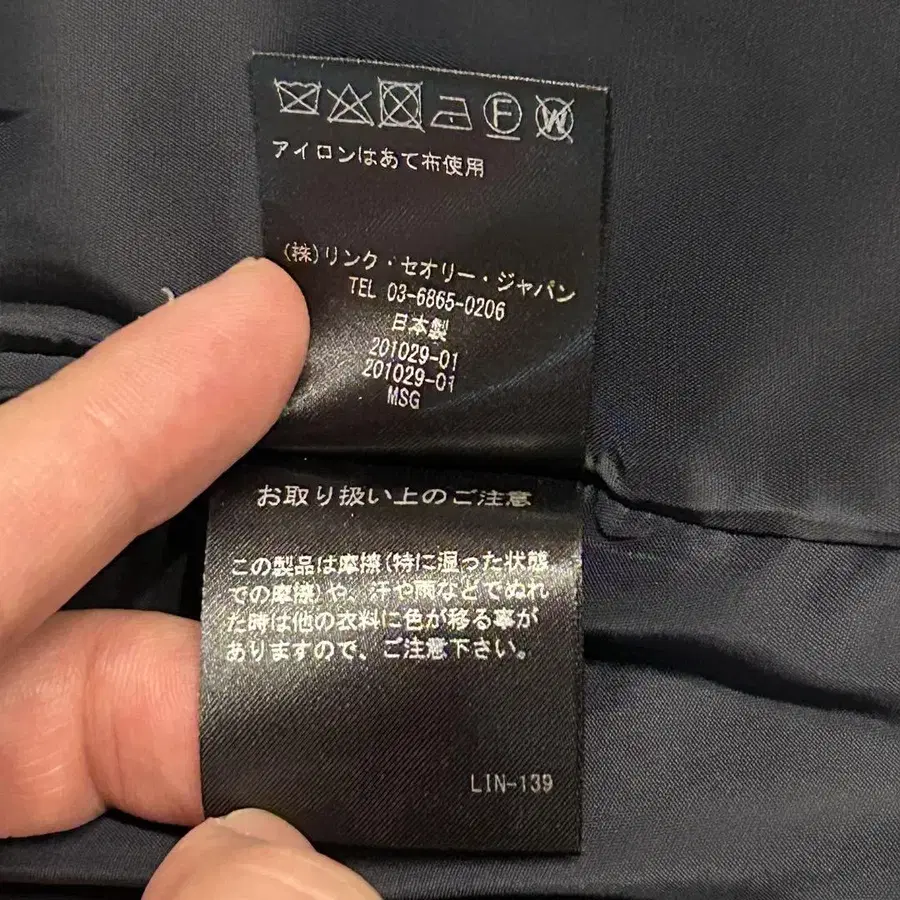 F W
アイロンはあて布使用
(株)リンク・セオリー・ジャパン
TEL 03-6865-0206
日本製
201029-01
201029-01
MSG
お取り扱い上のご注意
この製品は摩擦(特に湿った状態
での摩擦)や、汗や雨などでぬれ
た時は他の衣料に色が移る事が
ありますので、ご注意下さい。
LIN-139